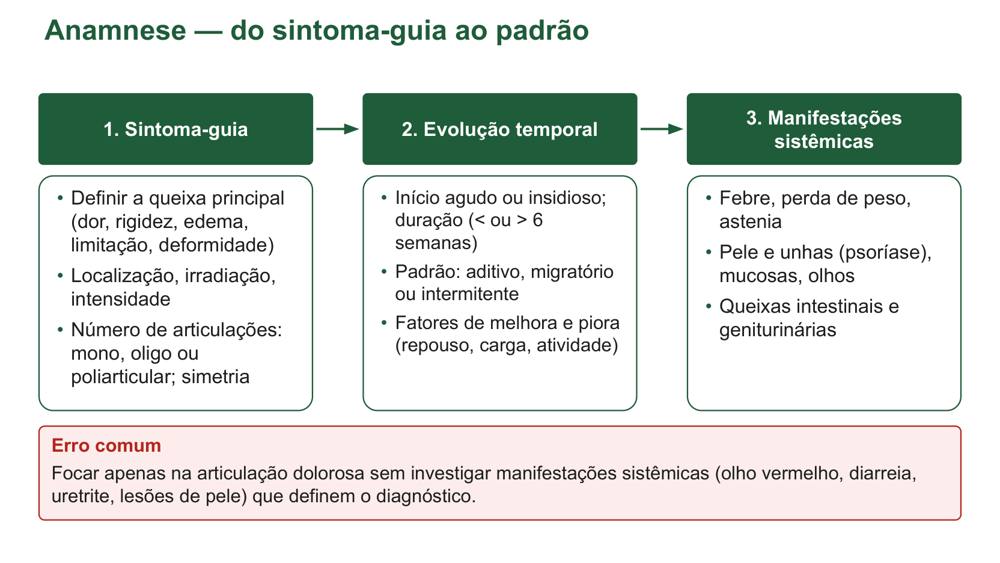 Anamnese — do sintoma-guia ao padrão
1. Sintoma-guia
• Definir a queixa principal
(dor, rigidez, edema,
limitação, deformidade)
• Localização, irradiação,
intensidade
• Número de articulações:
mono, oligo ou
poliarticular; simetria
2. Evolução temporal
• Início agudo ou insidioso;
duração (< ou > 6
semanas)
• Padrão: aditivo, migratório
ou intermitente
• Fatores de melhora e piora
(repouso, carga, atividade)
3. Manifestações
sistêmicas
• Febre, perda de peso,
astenia
• Pele e unhas (psoríase),
mucosas, olhos
• Queixas intestinais e
geniturinárias
Erro comum
Focar apenas na articulação dolorosa sem investigar manifestações sistêmicas (olho vermelho, diarreia,
uretrite, lesões de pele) que definem o diagnóstico.